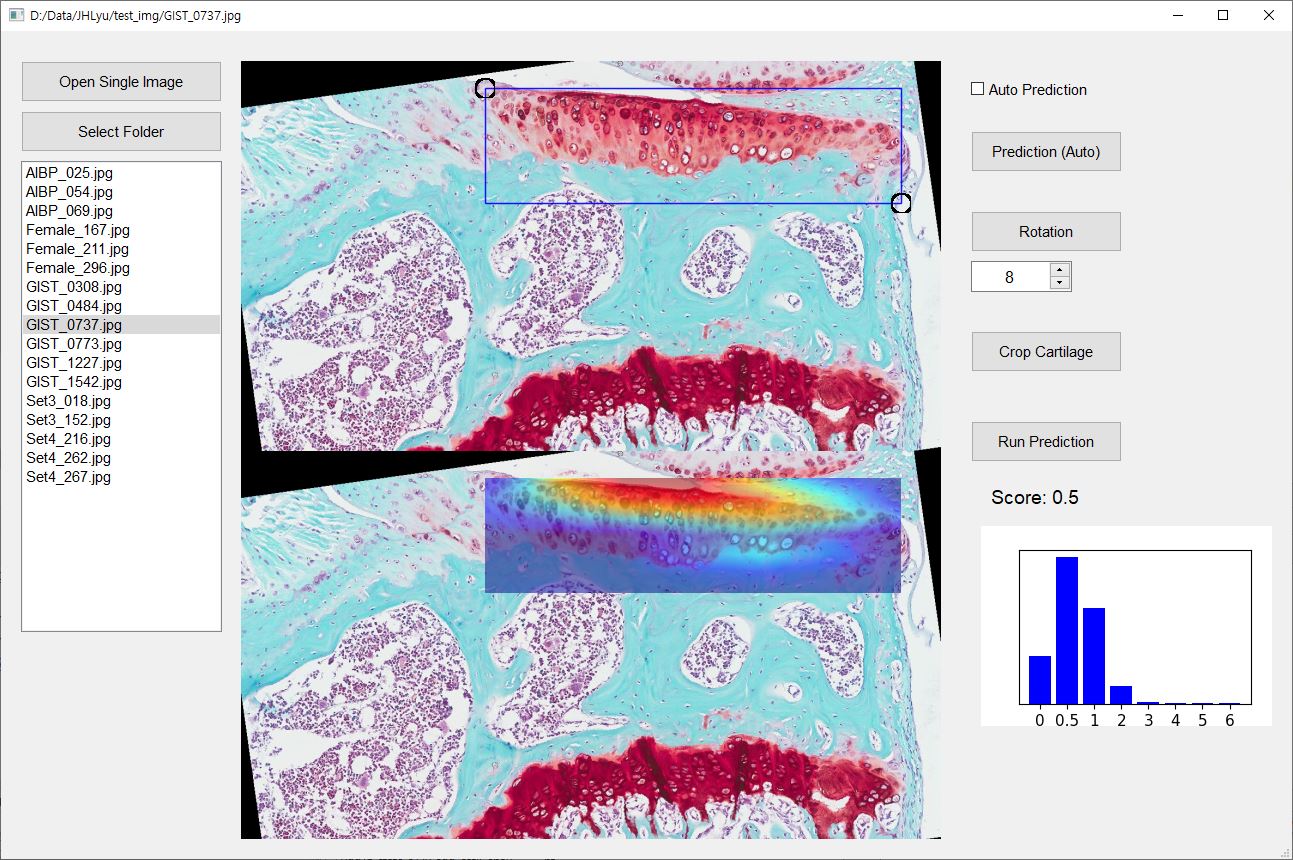 D:/Data/JHLyu/test_img/GIST_0737.jpg
Open Single Image
Select Folder
AIBP_025.jpg
AIBP_054.jpg
AIBP_069.jpg
Female_167.jpg
Female_211.jpg
Female_296.jpg
GIST_0308.jpg
GIST_0484.jpg
GIST_0737.jpg
GIST_0773.jpg
GIST_1227.jpg
GIST_1542.jpg
Set3_018.jpg
Set3_152.jpg
Set4_216.jpg
Set4_262.jpg
Set4_267.jpg
Auto Prediction
Prediction (Auto)
Rotation
8
Crop Cartilage
Run Prediction
Score: 0.5
0 0.5 1 2 3 4 5 6